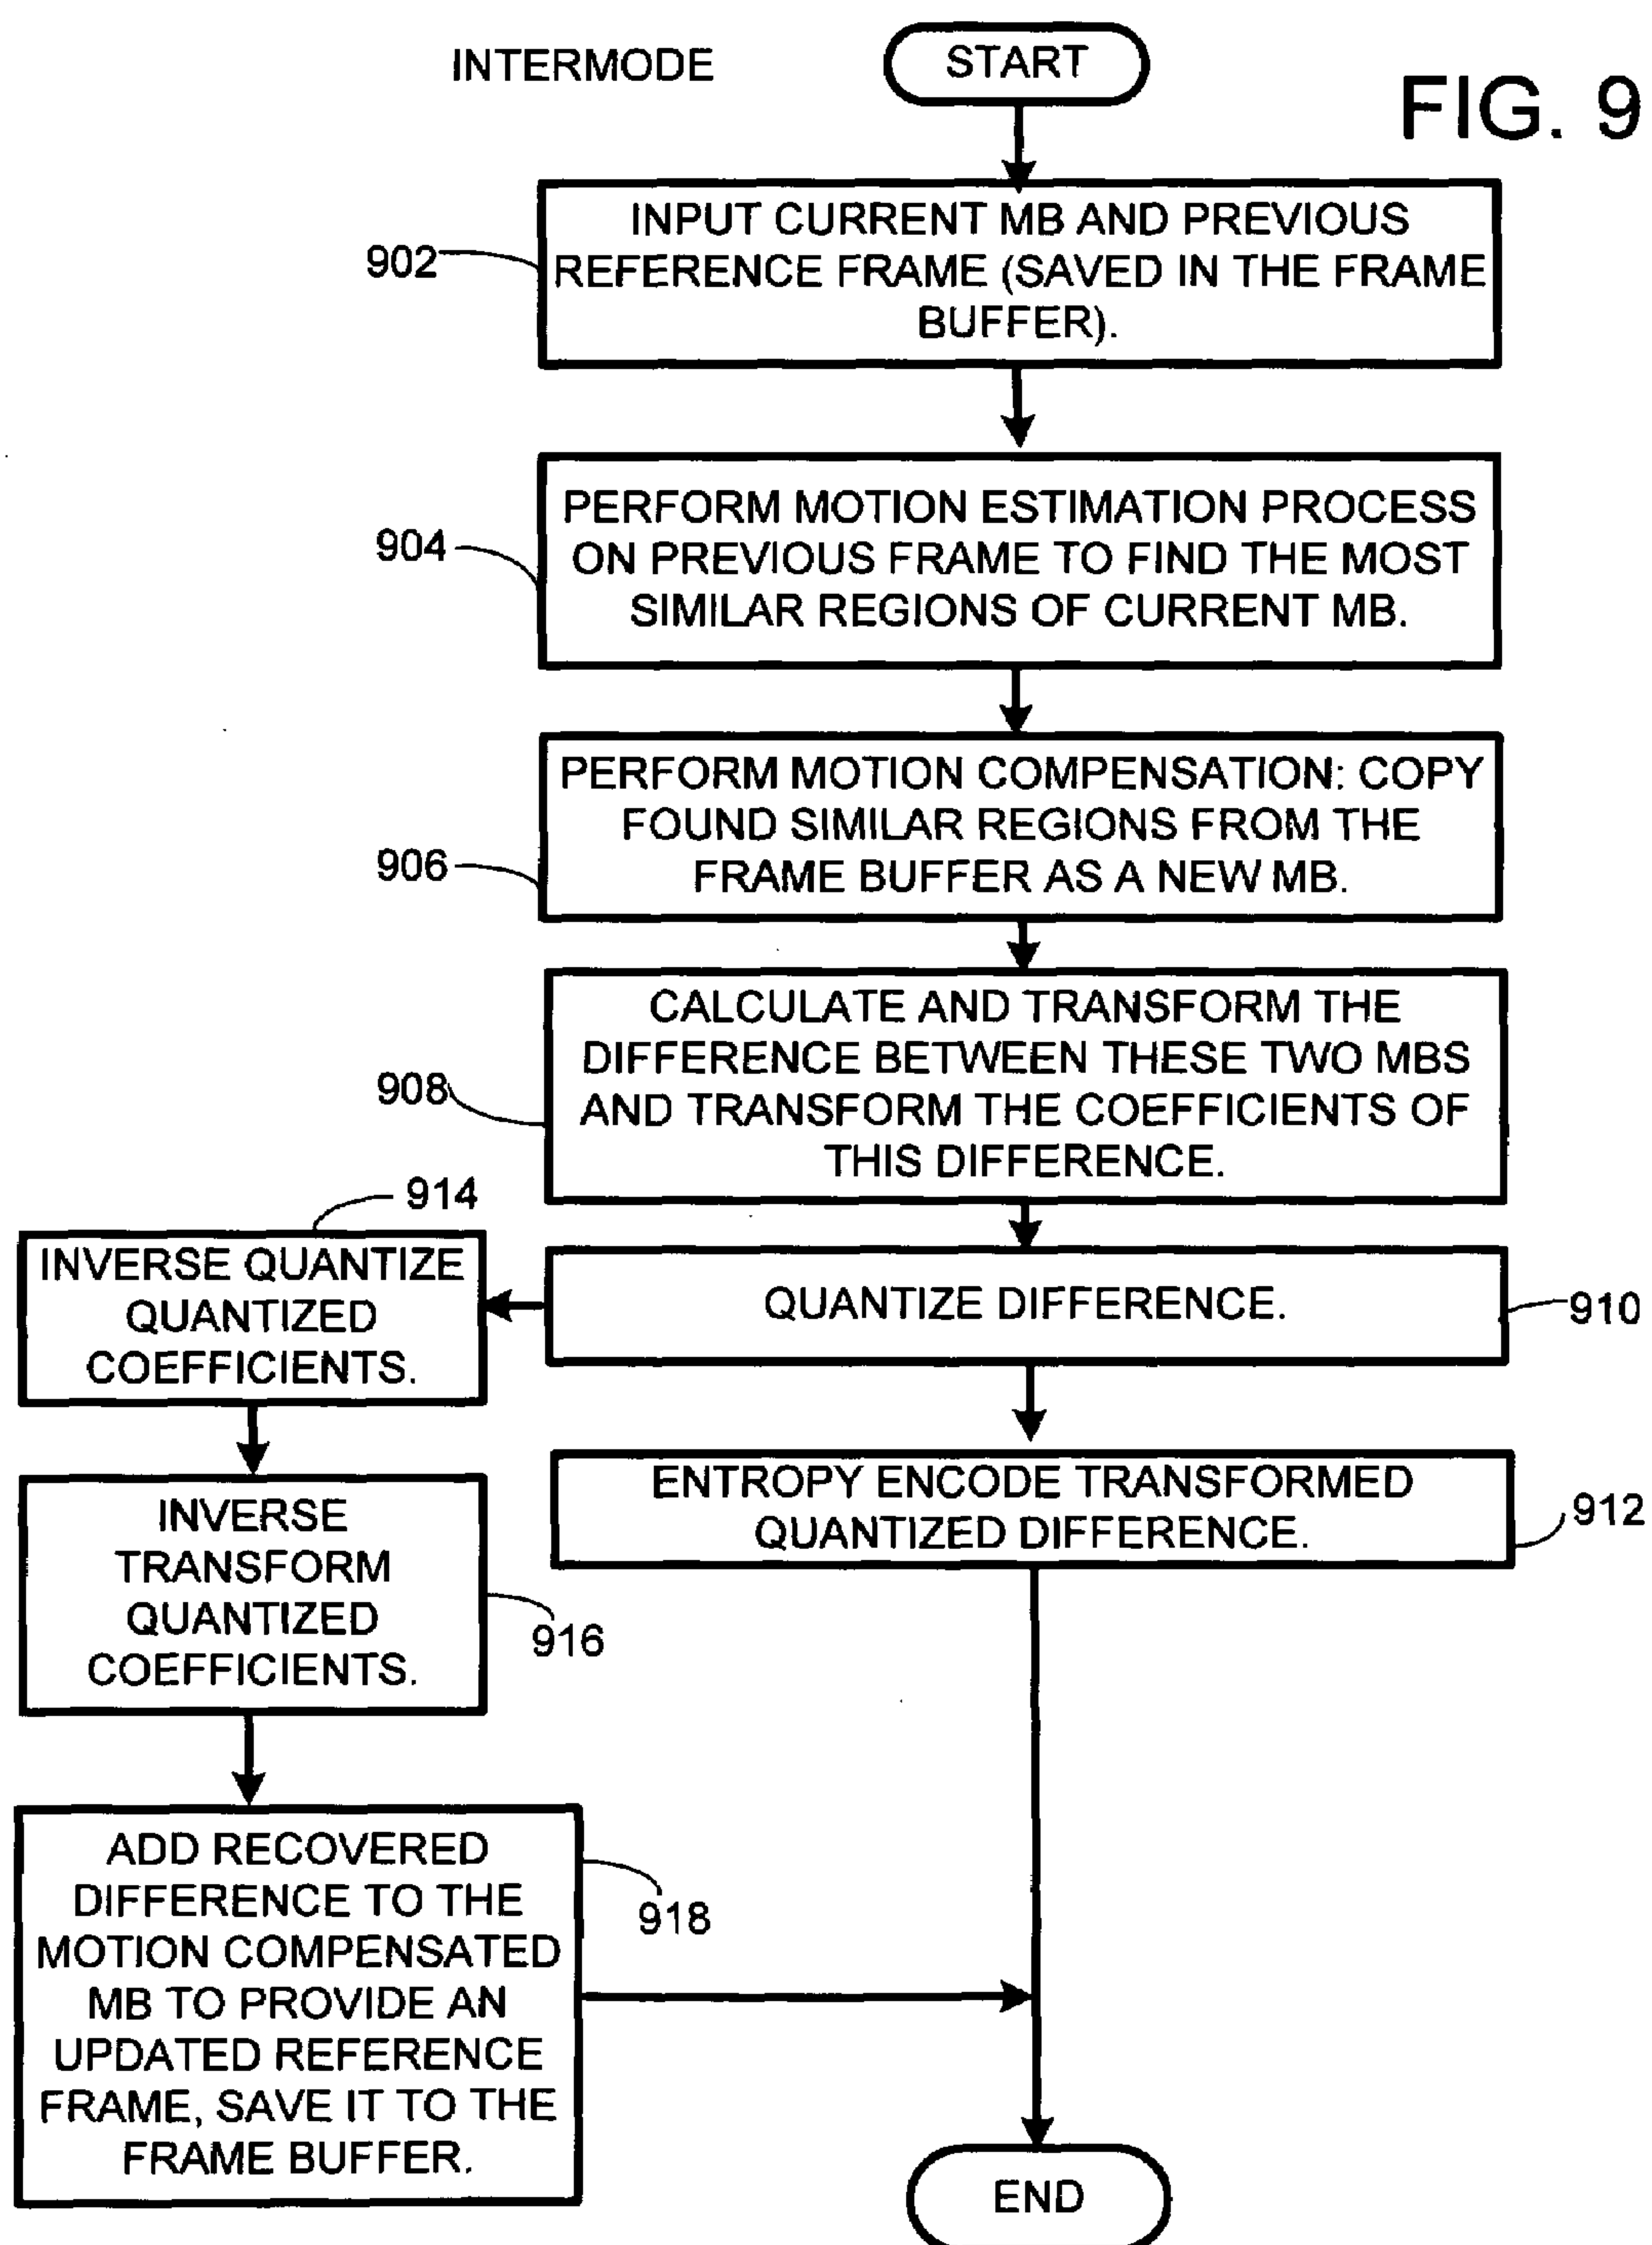 INTERMODE
START
FIG. 9
902
INPUT CURRENT MB AND PREVIOUS
REFERENCE FRAME (SAVED IN THE FRAME
BUFFER).
904
PERFORM MOTION ESTIMATION PROCESS
ON PREVIOUS FRAME TO FIND THE MOST
SIMILAR REGIONS OF CURRENT MB.
906
PERFORM MOTION COMPENSATION: COPY
FOUND SIMILAR REGIONS FROM THE
FRAME BUFFER AS A NEW MB.
908
CALCULATE AND TRANSFORM THE
DIFFERENCE BETWEEN THESE TWO MBS
AND TRANSFORM THE COEFFICIENTS OF
THIS DIFFERENCE.
QUANTIZE DIFFERENCE.
910
ENTROPY ENCODE TRANSFORMED
QUANTIZED DIFFERENCE.
912
914
INVERSE QUANTIZE
QUANTIZED
COEFFICIENTS.
INVERSE
TRANSFORM
QUANTIZED
COEFFICIENTS.
916
ADD RECOVERED
DIFFERENCE TO THE
MOTION COMPENSATED
MB TO PROVIDE AN
UPDATED REFERENCE
FRAME, SAVE IT TO THE
FRAME BUFFER.
918
END